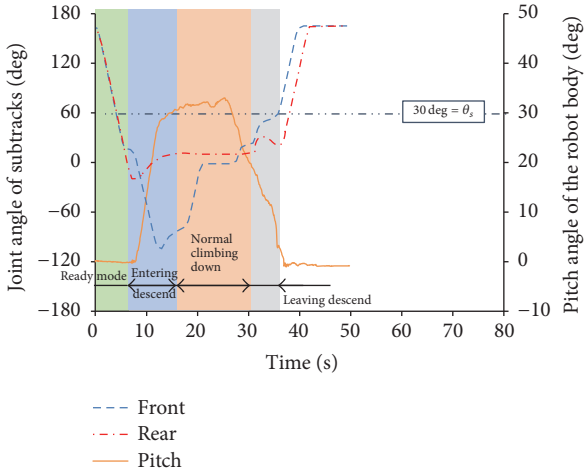 180
120
60
0
−60
−120
−180
Joint angle of subtracks (deg)
50
40
30
20
10
0
−10
Pitch angle of the robot body (deg)
30 deg = θs
Ready mode
Entering
descend
Normal
climbing
down
Leaving descend
0 10 20 30 40 50 60 70 80
Time (s)
Front
Rear
Pitch